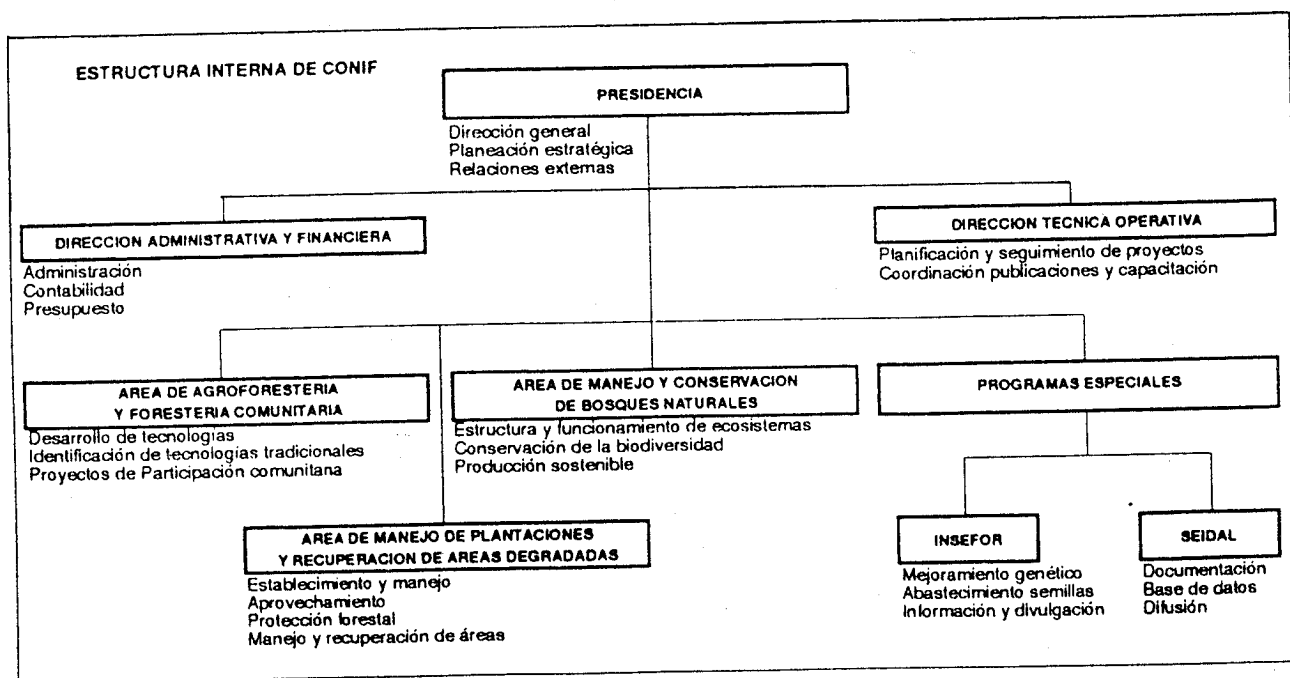 ESTRUCTURA INTERNA DE CONIF
PRESIDENCIA
Dirección general
Planeación estratégica
Relaciones externas
DIRECCION ADMINISTRATIVA Y FINANCIERA
Administración
Contabilidad
Presupuesto
DIRECCION TECNICA OPERATIVA
Planificación y seguimiento de proyectos
Coordinación publicaciones y capacitación
AREA DE AGROFORESTERIA
Y FORESTERIA COMUNITARIA
Desarrollo de tecnologías
Identificación de tecnologías tradicionales
Proyectos de Participación comunitaria
AREA DE MANEJO Y CONSERVACION
DE BOSQUES NATURALES
Estructura y funcionamiento de ecosistemas
Conservación de la biodiversidad
Producción sostenible
PROGRAMAS ESPECIALES
AREA DE MANEJO DE PLANTACIONES
Y RECUPERACION DE AREAS DEGRADADAS
Establecimiento y manejo
Aprovechamiento
Protección forestal
Manejo y recuperación de áreas
INSEFOR
Mejoramiento genético
Abastecimiento semillas
Información y divulgación
SEIDAL
Documentación
Base de datos
Difusión